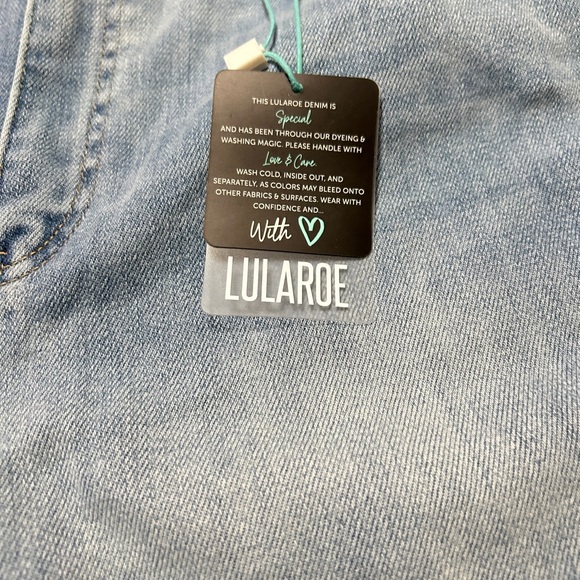 THIS LULAROE DENIM IS
Special
AND HAS BEEN THROUGH OUR DYEING &
WASHING MAGIC. PLEASE HANDLE WITH
Love & Care.
WASH COLD, INSIDE OUT, AND
SEPARATELY, AS COLORS MAY BLEED ONTO
OTHER FABRICS & SURFACES. WEAR WITH
CONFIDENCE AND...
With
LULAROE